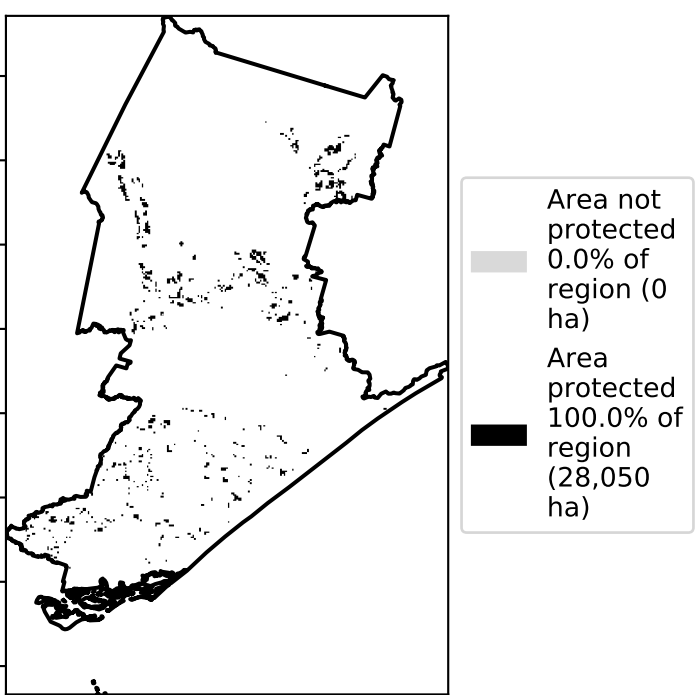 Area not
protected
0.0% of
region (0
ha)
Area
protected
100.0% of
region
(28,050
ha)